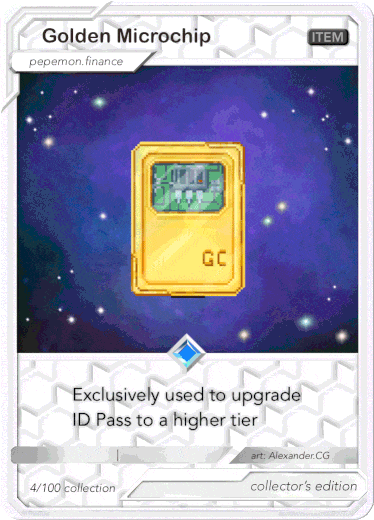 Golden Microchip
ITEM
pepemon.finance
GC
Exclusively used to upgrade
ID Pass to a higher tier
art: Alexander.CG
4/100 collection
collector's edition